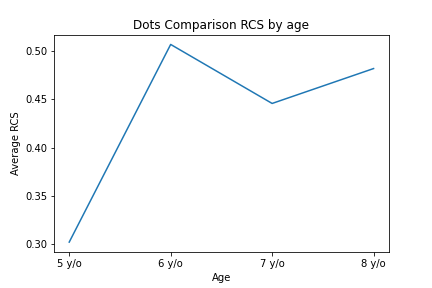 Dots Comparison RCS by age
0.50
0.45
0.40
0.35
0.30
Average RCS
5 y/o 6 y/o 7 y/o 8 y/o
Age